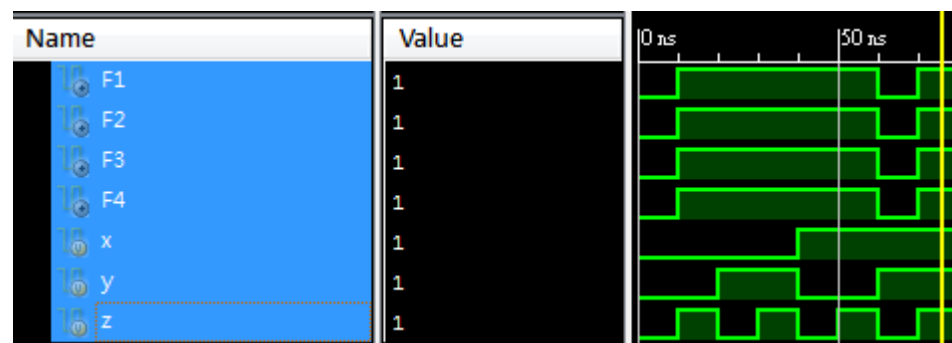 Name Value 0 ns 50 ns
F1 1
F2 1
F3 1
F4 1
x 1
y 1
z 1